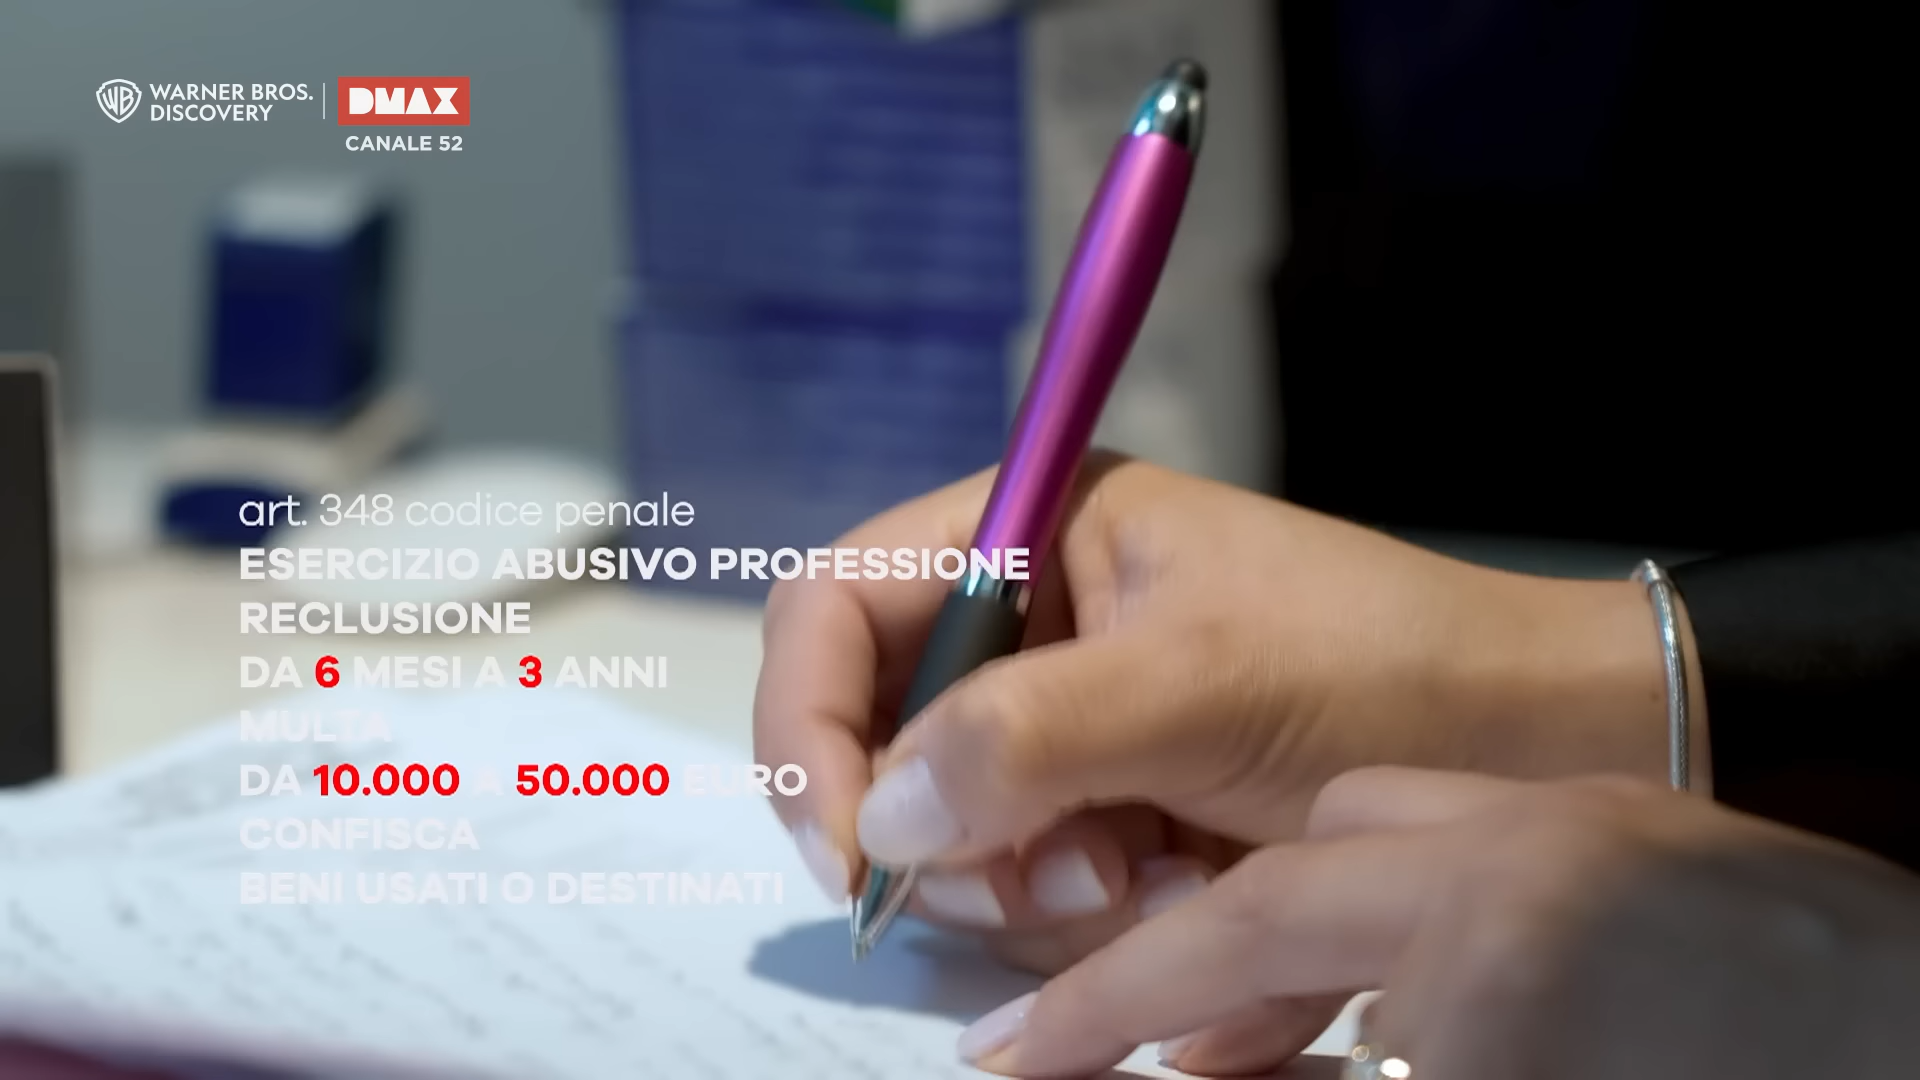 WARNER BROS.
DISCOVERY
DMAX
CANALE 52
art. 348 codice penale
ESERCIZIO ABUSIVO PROFESSIONE
RECLUSIONE
DA 6 MESI A 3 ANNI
MULTA
DA 10.000 A 50.000 EURO
CONFISCA
BENI USATI O DESTINATI